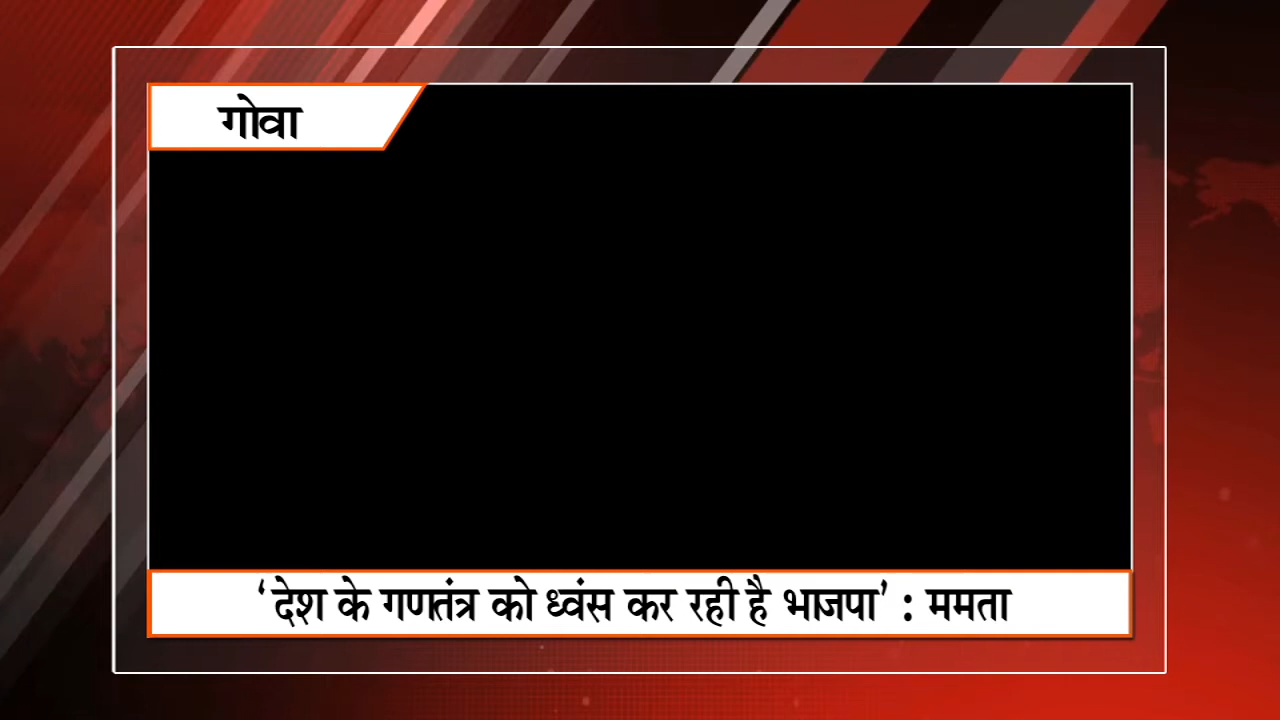 गोवा
‘देश के गणतंत्र को ध्वंस कर रही है भाजपा’ : ममता